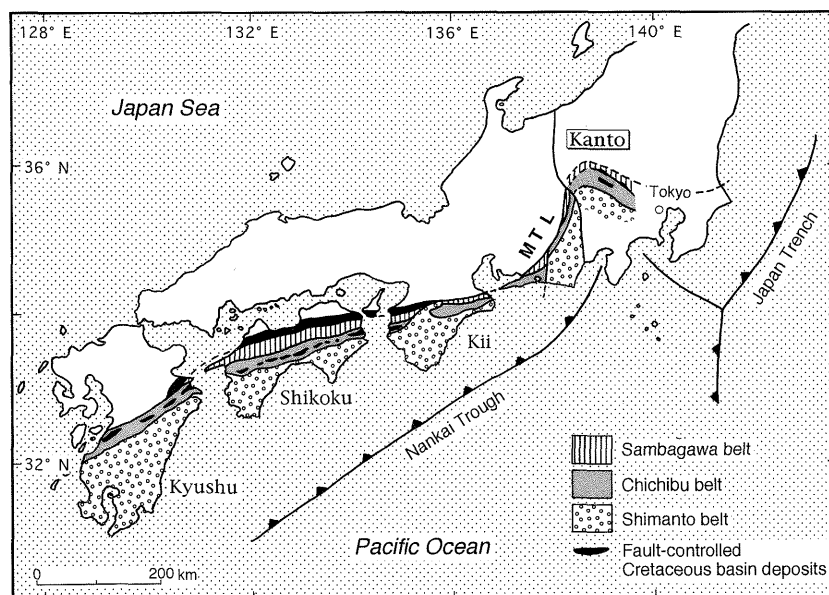 128° E
132° E
136° E
140° E
Japan Sea
Kanto
36° N
Tokyo
M T L
Japan Trench
Kii
Shikoku
Nankai Trough
32° N
Kyushu
Sambagawa belt
Chichibu belt
Shimanto belt
Fault-controlled
Cretaceous basin deposits
Pacific Ocean
0
200 km